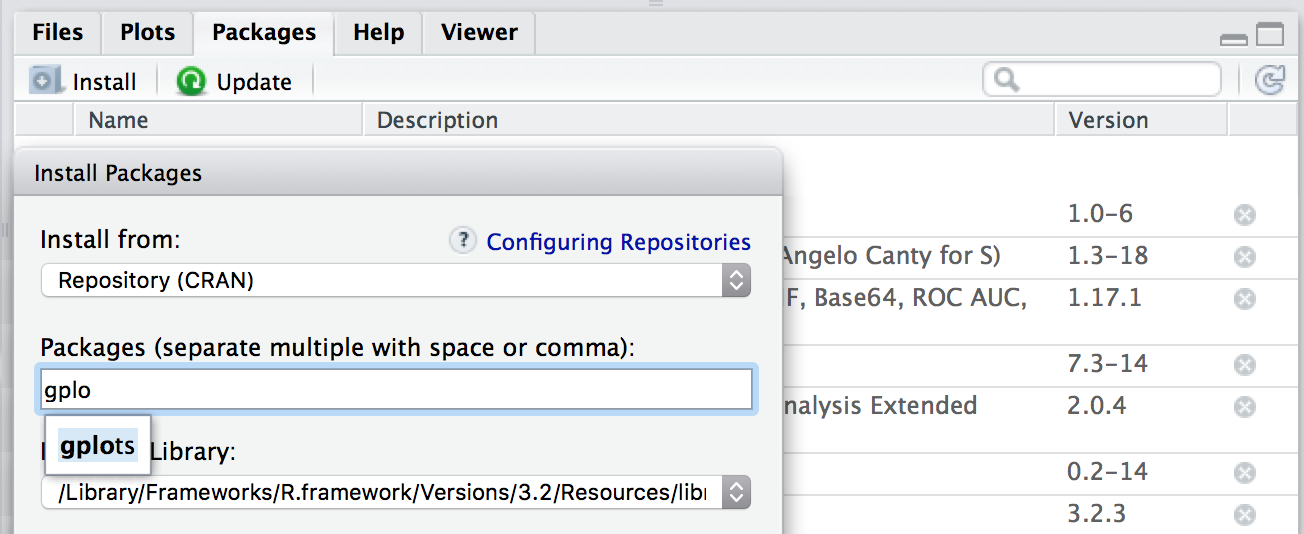 Files Plots Packages Help Viewer
Install Update
Name Description Version
Install Packages
1.0-6
Install from: ? Configuring Repositories
Angelo Canty for S) 1.3-18
Repository (CRAN)
F, Base64, ROC AUC, 1.17.1
Packages (separate multiple with space or comma):
7.3-14
gplo
nalysis Extended 2.0.4
gplots Library:
0.2-14
/Library/Frameworks/R.framework/Versions/3.2/Resources/libr
3.2.3